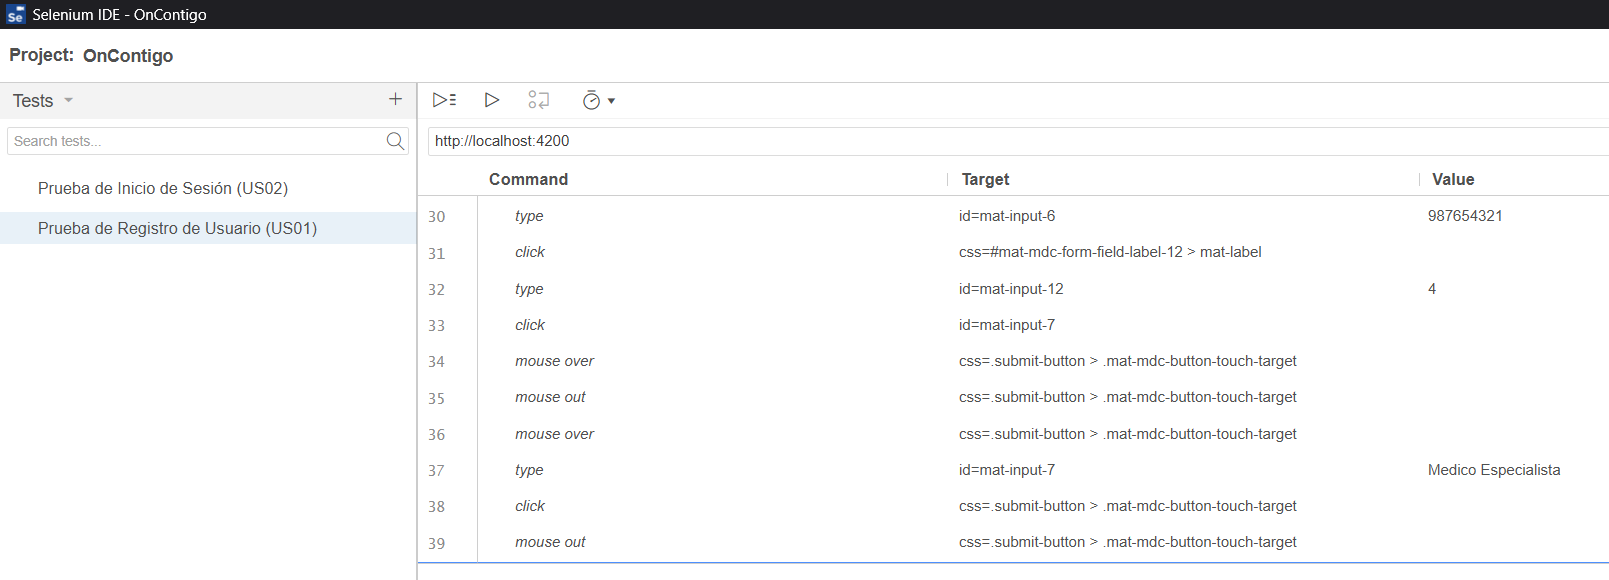 Selenium IDE - OnContigo
Project: OnContigo
Tests
Search tests...
Prueba de Inicio de Sesión (US02)
Prueba de Registro de Usuario (US01)
http://localhost:4200
Command Target Value
30 type id=mat-input-6 987654321
31 click css=#mat-mdc-form-field-label-12 > mat-label
32 type id=mat-input-12 4
33 click id=mat-input-7
34 mouse over css=.submit-button > .mat-mdc-button-touch-target
35 mouse out css=.submit-button > .mat-mdc-button-touch-target
36 mouse over css=.submit-button > .mat-mdc-button-touch-target
37 type id=mat-input-7 Medico Especialista
38 click css=.submit-button > .mat-mdc-button-touch-target
39 mouse out css=.submit-button > .mat-mdc-button-touch-target